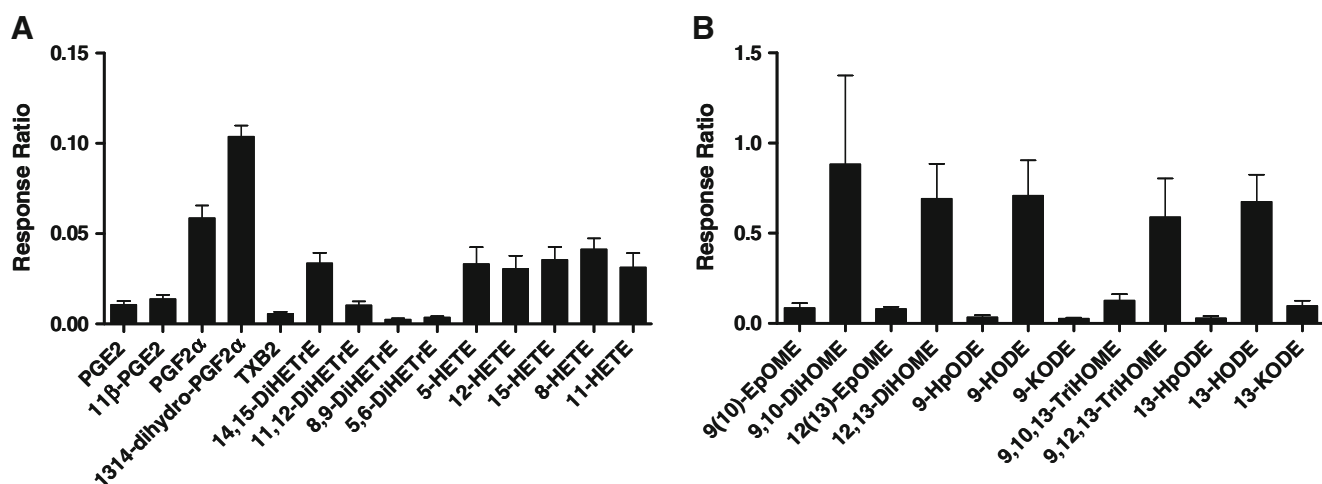 A
Response Ratio
0.15
0.10
0.05
0.00
PGE2
11β-PGE2
PGF2α
1314-dihydro-PGF2α
TXB2
14,15-DiHETrE
11,12-DiHETrE
8,9-DiHETrE
5,6-DiHETrE
5-HETE
12-HETE
15-HETE
8-HETE
11-HETE
B
Response Ratio
1.5
1.0
0.5
0.0
9(10)-EpOME
9,10-DiHOME
12(13)-EpOME
12,13-DiHOME
9-HpODE
9-HODE
9-KODE
9,10,13-TriHOME
9,12,13-TriHOME
13-HpODE
13-HODE
13-KODE